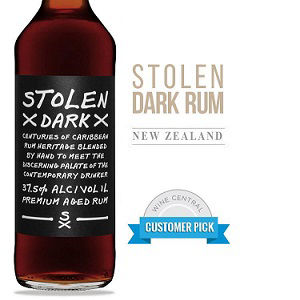 STOLEN
X DARK X
CENTURIES OF CARIBBEAN
RUM HERITAGE BLENDED
BY HAND TO MEET THE
DISCERNING PALATE OF THE
CONTEMPORARY DRINKER
37.5% ALC/VOL 1L
PREMIUM AGED RUM
S
X
STOLEN
DARK RUM
NEW ZEALAND
WINE CENTRAL
CUSTOMER PICK